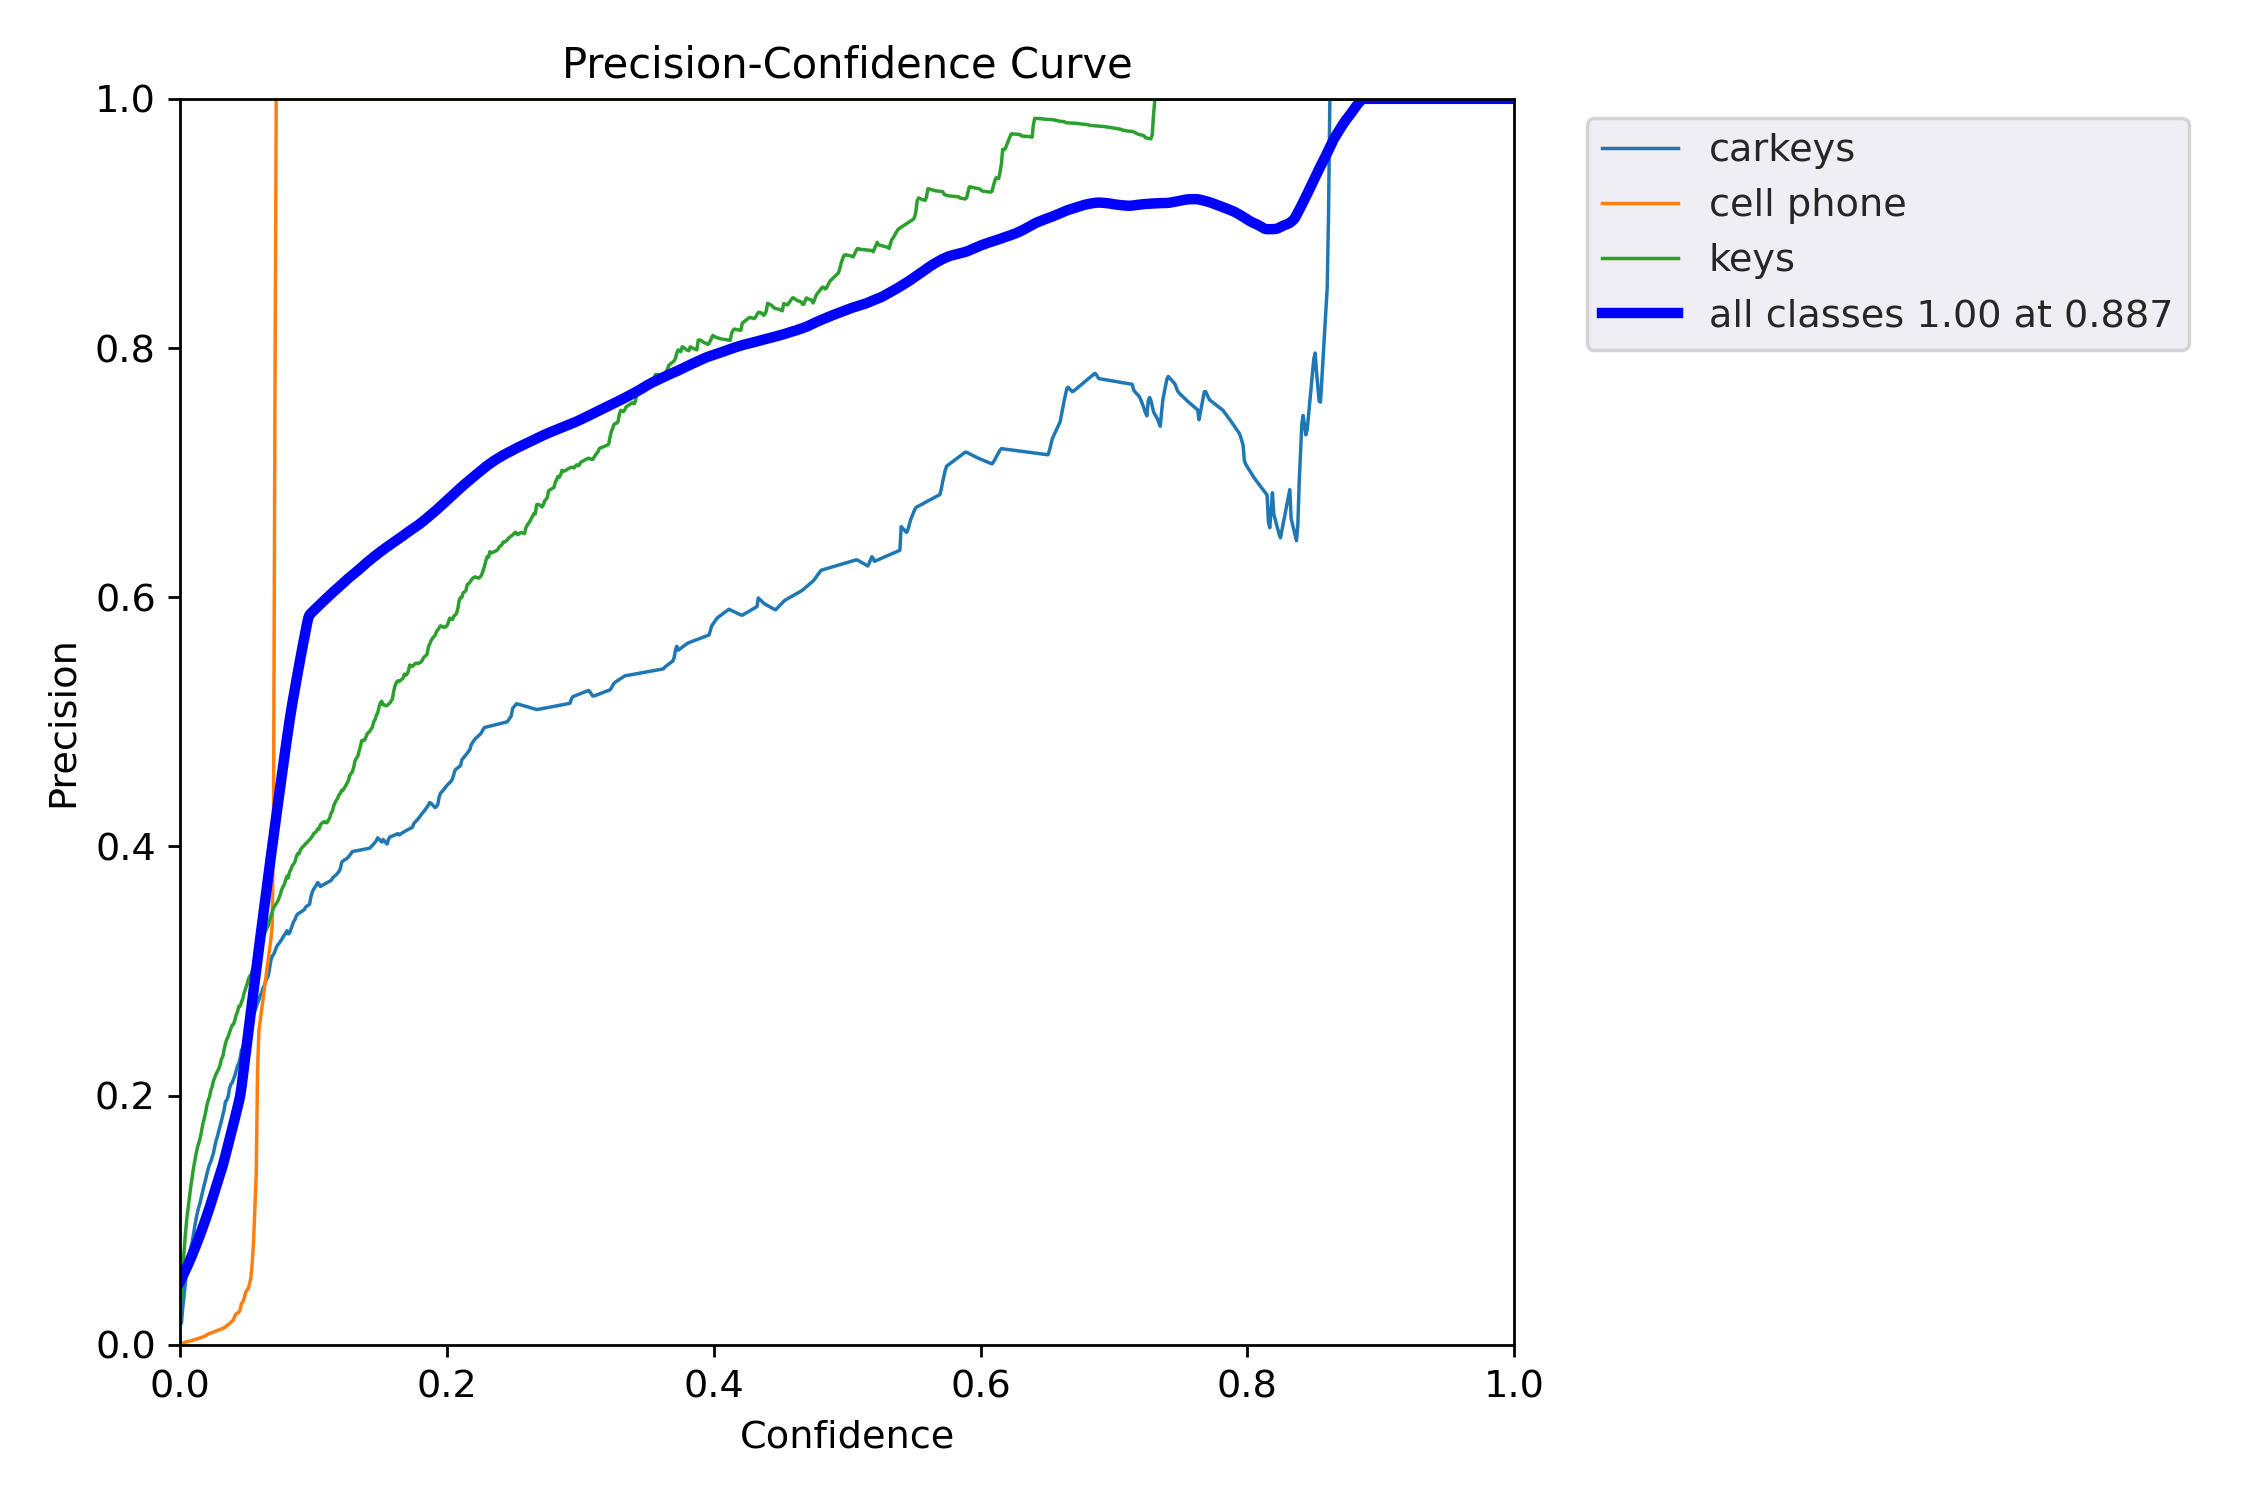 Precision-Confidence Curve
1.0
0.8
0.6
0.4
0.2
0.0
Precision
0.0 0.2 0.4 0.6 0.8 1.0
Confidence
carkeys
cell phone
keys
all classes 1.00 at 0.887